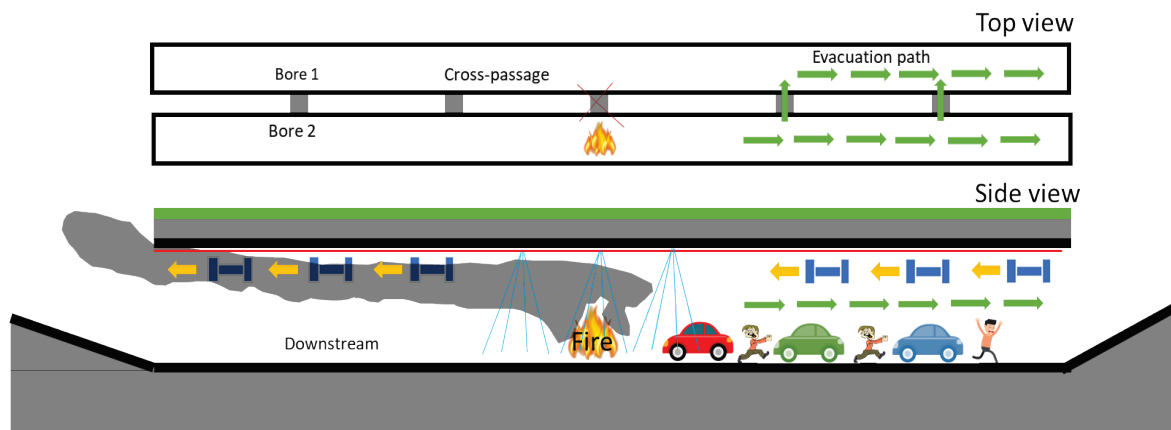 Top view
Evacuation path
Bore 1
Cross-passage
Bore 2
Side view
Downstream
Fire